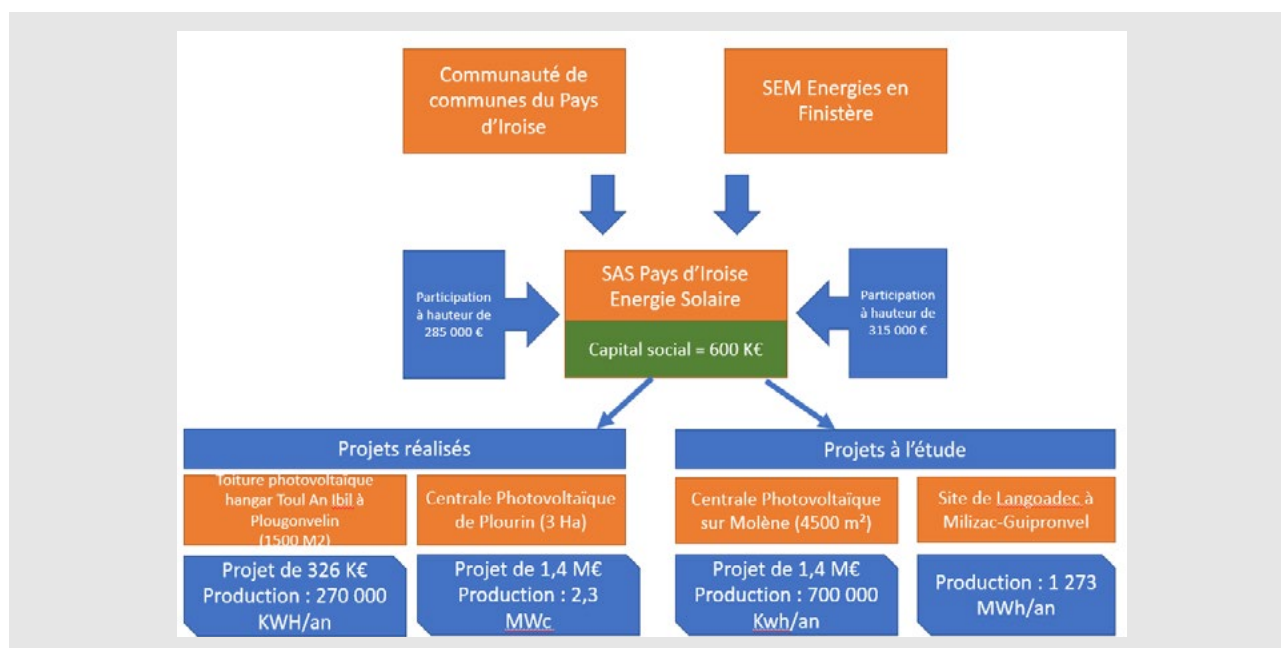 Communauté de
communes du Pays
d'Iroise
SEM Energies en
Finistère
Participation
à hauteur de
285 000 €
SAS Pays d'Iroise
Energie Solaire
Capital social = 600 K€
Participation
à hauteur de
315 000 €
Projets réalisés
Toiture photovoltaïque
hangar Toul An Ibil à
Plougonvelin
(1500 M2)
Projet de 326 K€
Production : 270 000
KWH/an
Centrale Photovoltaïque
de Plourin (3 Ha)
Projet de 1,4 M€
Production : 2,3
MWc
Projets à l'étude
Centrale Photovoltaïque
sur Molène (4500 m²)
Projet de 1,4 M€
Production : 700 000
Kwh/an
Site de Langoadec à
Milizac-Guipronvel
Production : 1 273
MWh/an